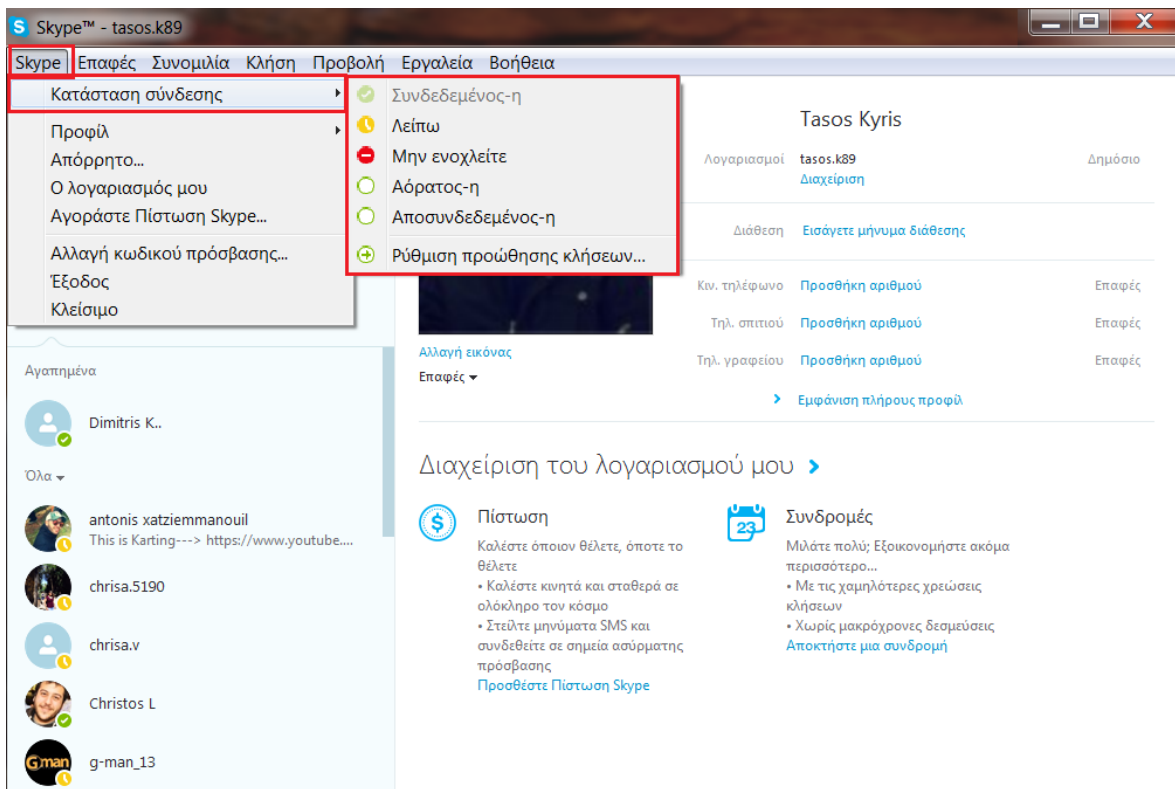 Skype™ - tasos.k89
Skype Επαφές Συνομιλία Κλήση Προβολή Εργαλεία Βοήθεια
Κατάσταση σύνδεσης
Προφίλ
Απόρρητο...
Ο λογαριασμός μου
Αγοράστε Πίστωση Skype...
Αλλαγή κωδικού πρόσβασης...
Έξοδος
Κλείσιμο
Συνδεδεμένος-η
Λείπω
Μην ενοχλείτε
Αόρατος-η
Αποσυνδεδεμένος-η
Ρύθμιση προώθησης κλήσεων...
Αγαπημένα
Dimitris K..
Όλα
antonis xatziemmanouil
This is Karting---> https://www.youtube....
chrisa.5190
chrisa.v
Christos L
Gman
g-man_13
Tasos Kyris
Λογαριασμοί tasos.k89 Δημόσιο
Διαχείριση
Διάθεση Εισάγετε μήνυμα διάθεσης
Κιν. τηλέφωνο Προσθήκη αριθμού Επαφές
Τηλ. σπιτιού Προσθήκη αριθμού Επαφές
Τηλ. γραφείου Προσθήκη αριθμού Επαφές
Εμφάνιση πλήρους προφίλ
Αλλαγή εικόνας
Επαφές
Διαχείριση του λογαριασμού μου
Πίστωση
Καλέστε όποιον θέλετε, όποτε το
θέλετε
• Καλέστε κινητά και σταθερά σε
ολόκληρο τον κόσμο
• Στείλτε μηνύματα SMS και
συνδεθείτε σε σημεία ασύρματης
πρόσβασης
Προσθέστε Πίστωση Skype
23
Συνδρομές
Μιλάτε πολύ; Εξοικονομήστε ακόμα
περισσότερο...
• Με τις χαμηλότερες χρεώσεις
κλήσεων
• Χωρίς μακρόχρονες δεσμεύσεις
Αποκτήστε μια συνδρομή